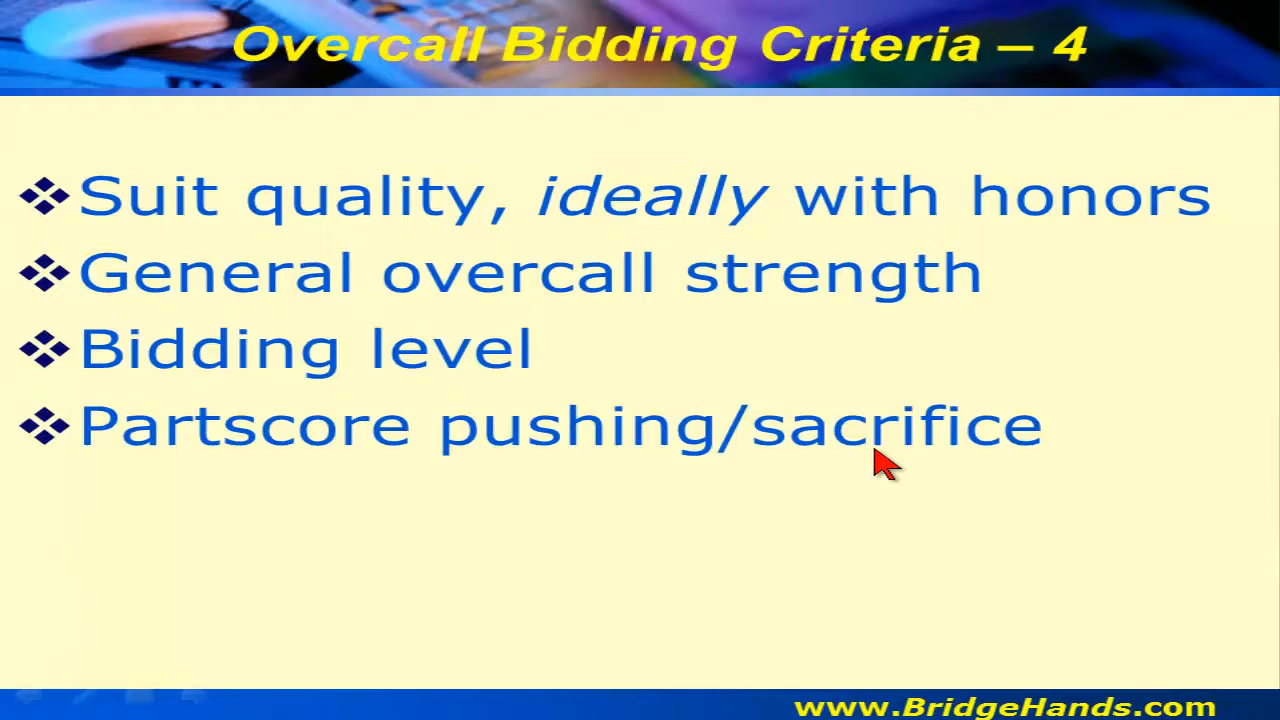 Overcall Bidding Criteria – 4
Suit quality, ideally with honors
General overcall strength
Bidding level
Partscore pushing/sacrifice
www.BridgeHands.com